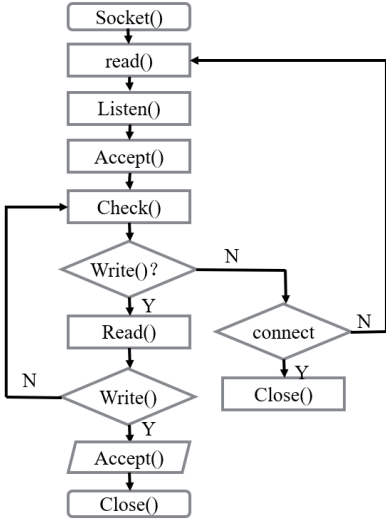 Socket()
read()
Listen()
Accept()
Check()
Write()?
N
Y
Read()
connect
N
Y
Close()
N
Write()
Y
Accept()
Close()